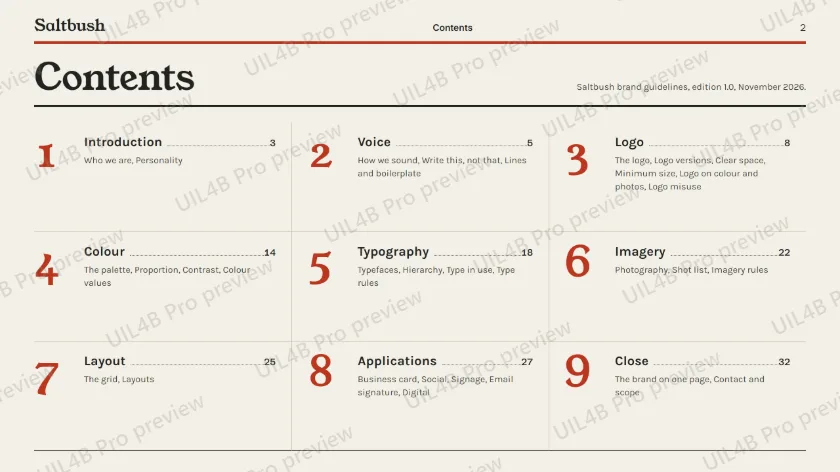 Saltbush
Contents
2
Contents
Saltbush brand guidelines, edition 1.0, November 2026.
1
Introduction 3
Who we are, Personality
2
Voice 5
How we sound, Write this, not that, Lines
and boilerplate
3
Logo 8
The logo, Logo versions, Clear space,
Minimum size, Logo on colour and
photos, Logo misuse
4
Colour 14
The palette, Proportion, Contrast, Colour
values
5
Typography 18
Typefaces, Hierarchy, Type in use, Type
rules
6
Imagery 22
Photography, Shot list, Imagery rules
7
Layout 25
The grid, Layouts
8
Applications 27
Business card, Social, Signage, Email
signature, Digital
9
Close 32
The brand on one page, Contact and
scope
UIL4B Pro preview